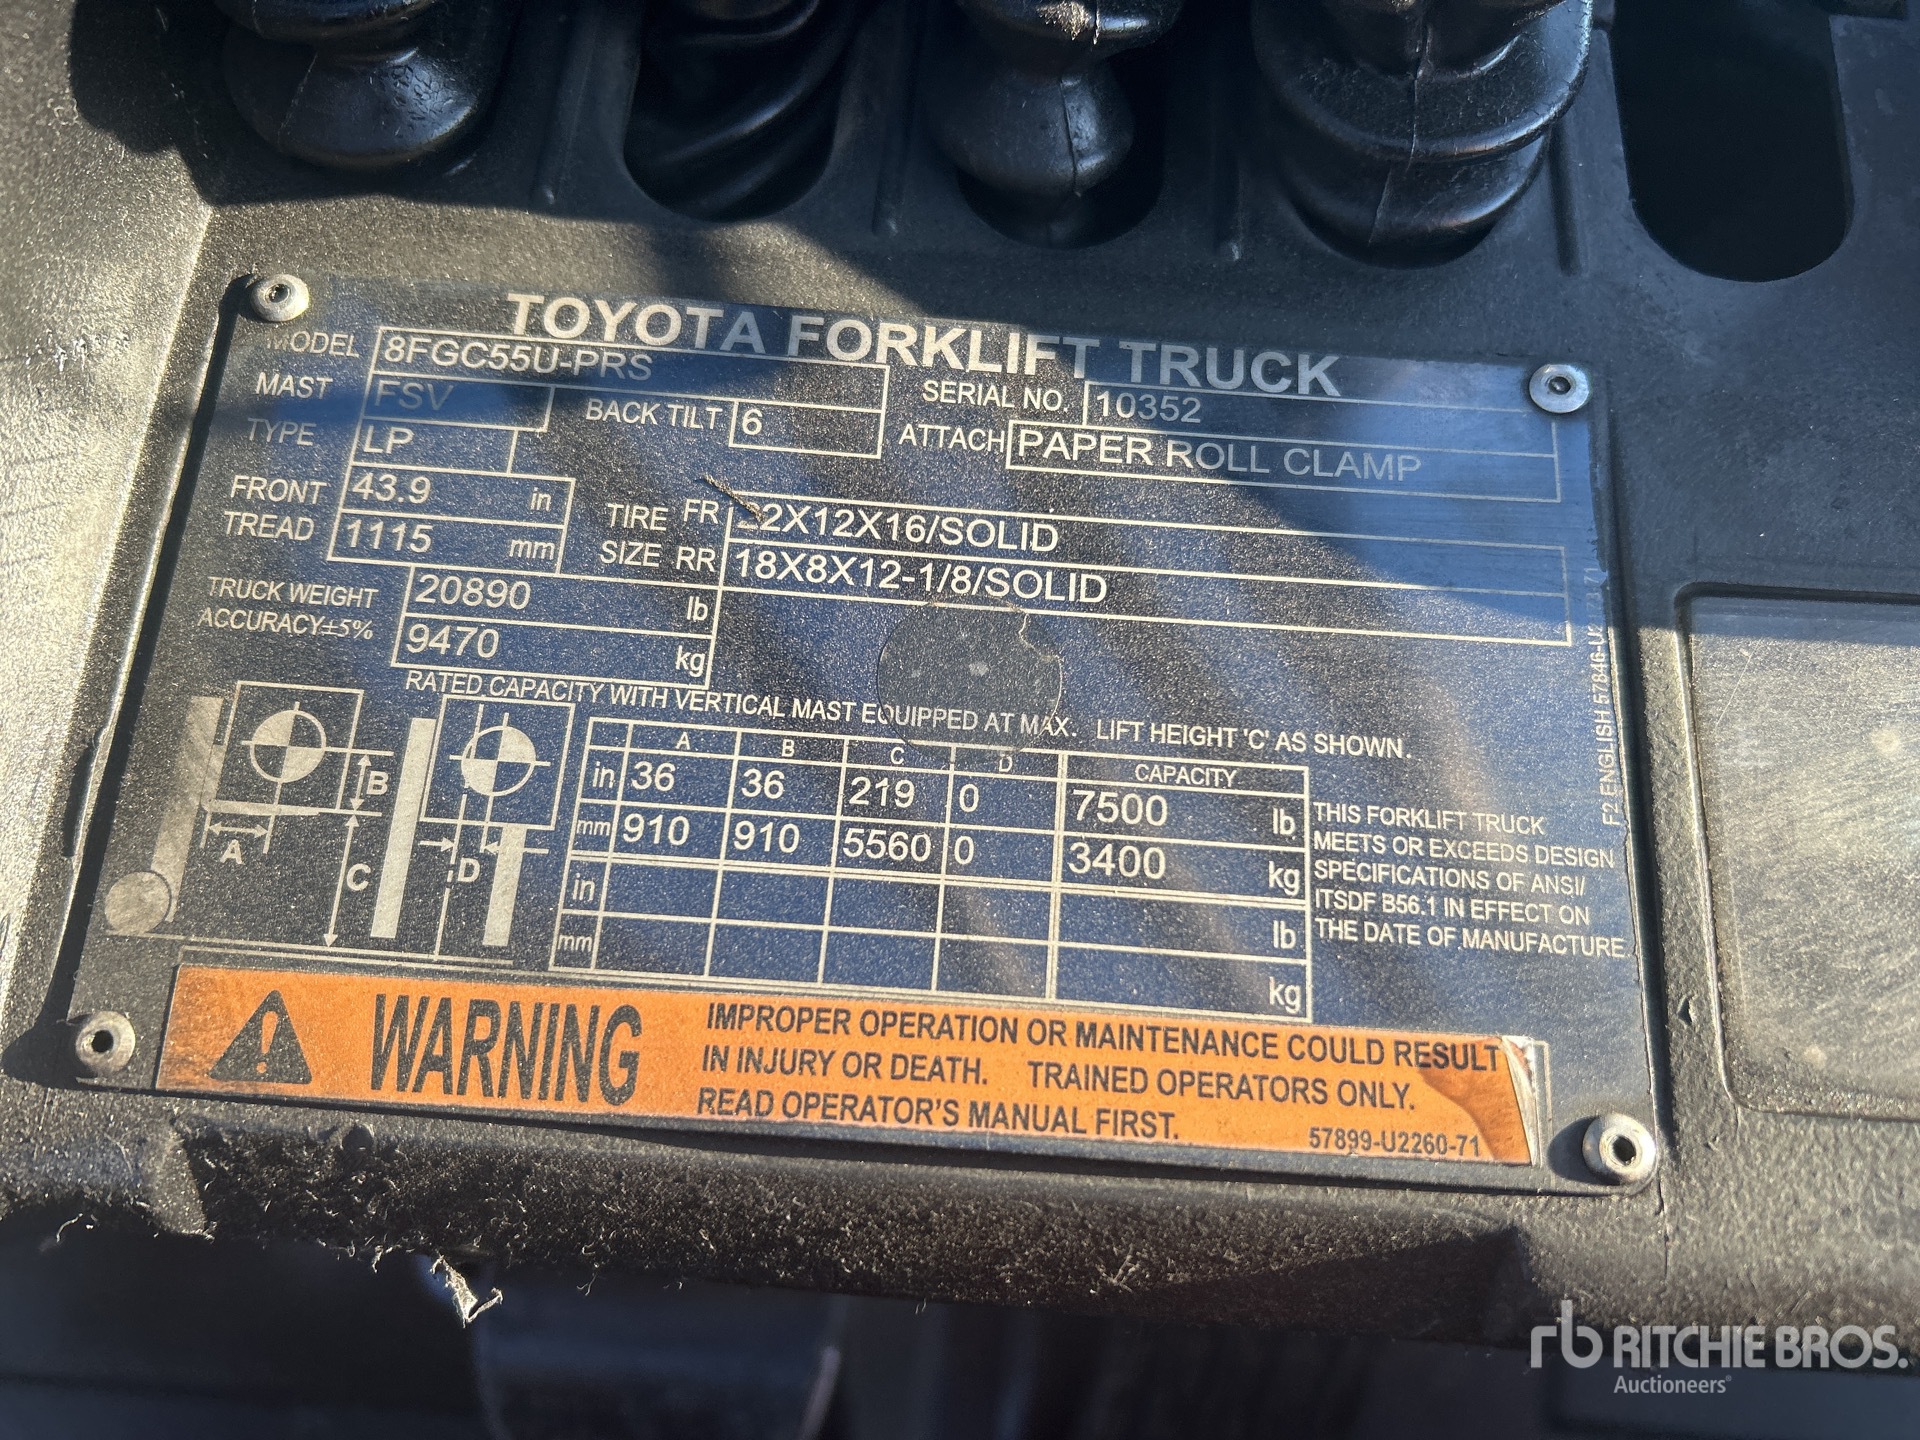 TOYOTA FORKLIFT TRUCK
MODEL 8FGC55U-PRS SERIAL NO. 10352
MAST FSV BACK TILT 6 ATTACH PAPER ROLL CLAMP
TYPE LP
FRONT TREAD 43.9 in
1115 mm
TIRE SIZE FR 22X12X16/SOLID
RR 18X8X12-1/8/SOLID
TRUCK WEIGHT 20890 lb
ACCURACY±5% 9470 kg
RATED CAPACITY WITH VERTICAL MAST EQUIPPED AT MAX. LIFT HEIGHT 'C' AS SHOWN.
A B C D
A B C D CAPACITY
in 36 36 219 0 7500 lb
mm 910 910 5560 0 3400 kg
in lb
mm kg
THIS FORKLIFT TRUCK
MEETS OR EXCEEDS DESIGN
SPECIFICATIONS OF ANSI/
ITSDF B56.1 IN EFFECT ON
THE DATE OF MANUFACTURE
F2 ENGLISH
WARNING
IMPROPER OPERATION OR MAINTENANCE COULD RESULT
IN INJURY OR DEATH. TRAINED OPERATORS ONLY.
READ OPERATOR'S MANUAL FIRST.
57899-U2260-71
rb RITCHIE BROS.
Auctioneers